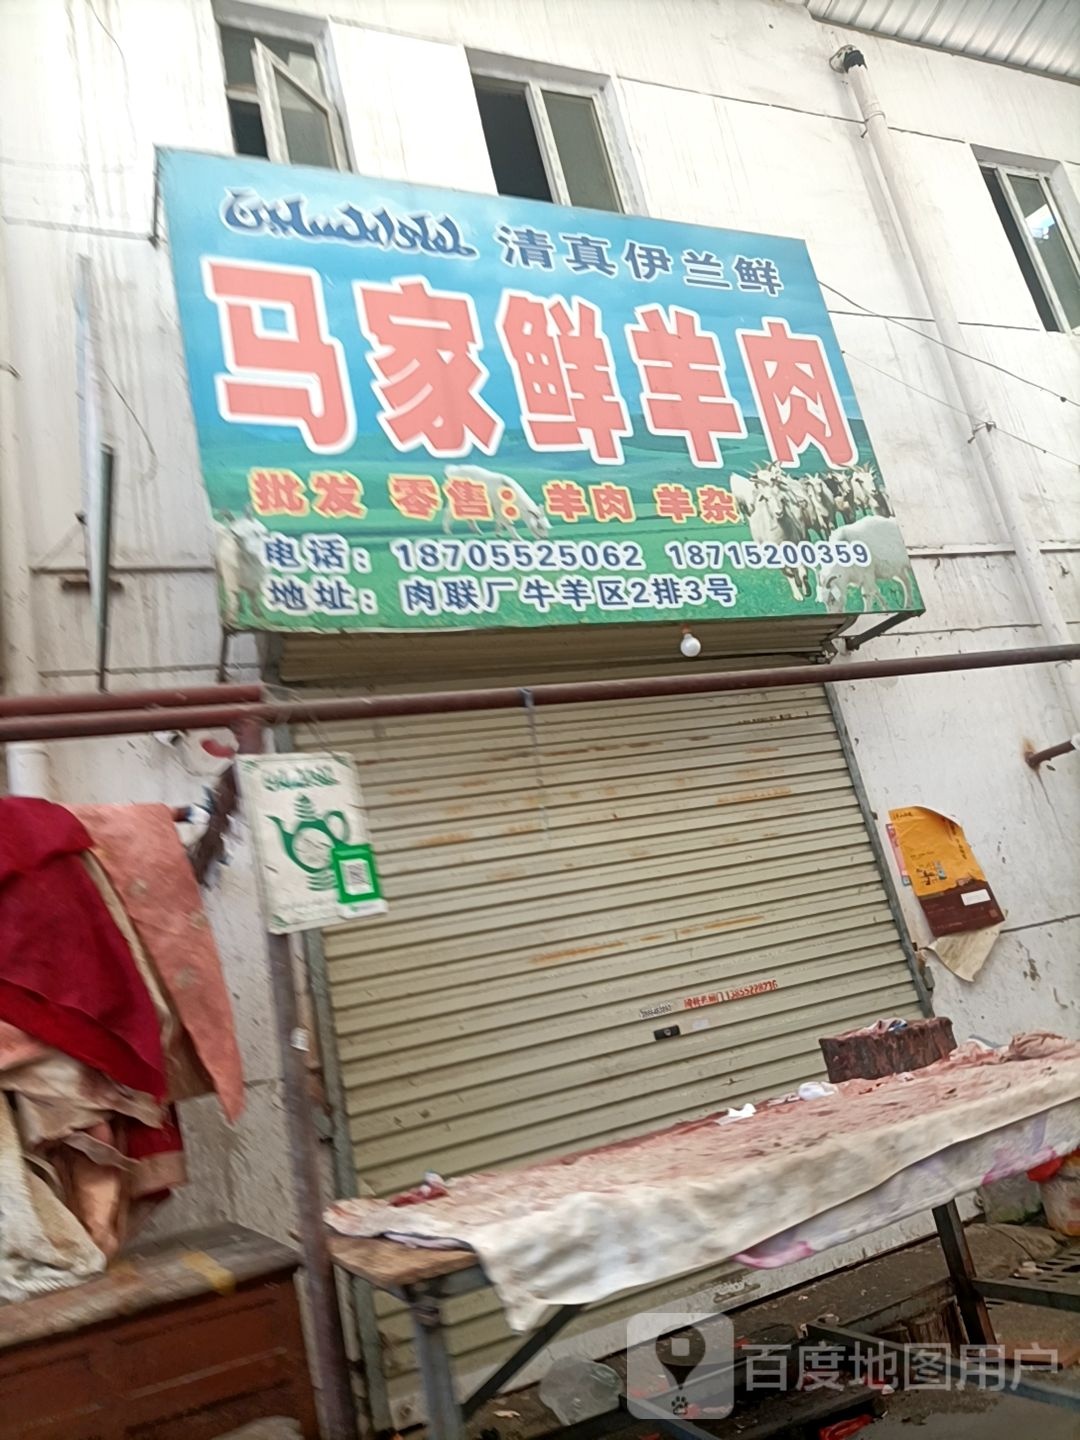 清真伊兰鲜
马家鲜羊肉
批发 零售：羊肉 羊杂
电话：18705525062 18715200359
地址：肉联厂牛羊区2排3号
百度地图用户